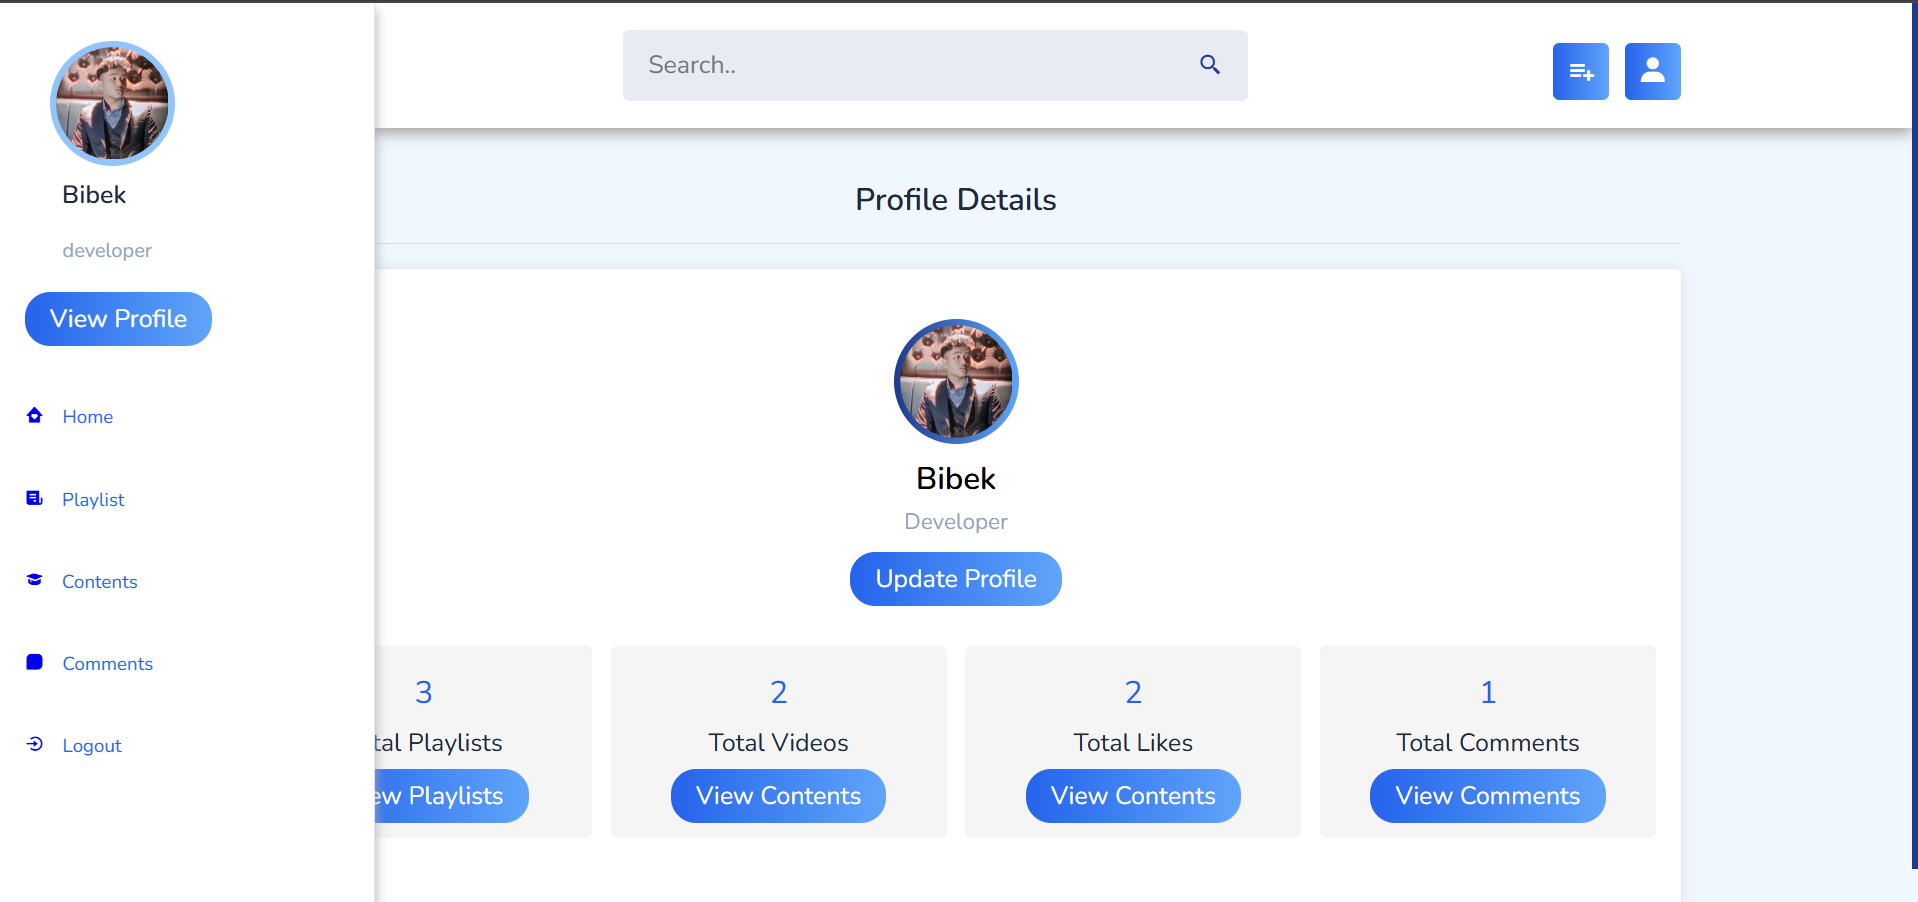 Search..
Bibek
developer
View Profile
Home
Playlist
Contents
Comments
Logout
Profile Details
Bibek
Developer
Update Profile
3
2
2
1
tal Playlists
Total Videos
Total Likes
Total Comments
ew Playlists
View Contents
View Contents
View Comments